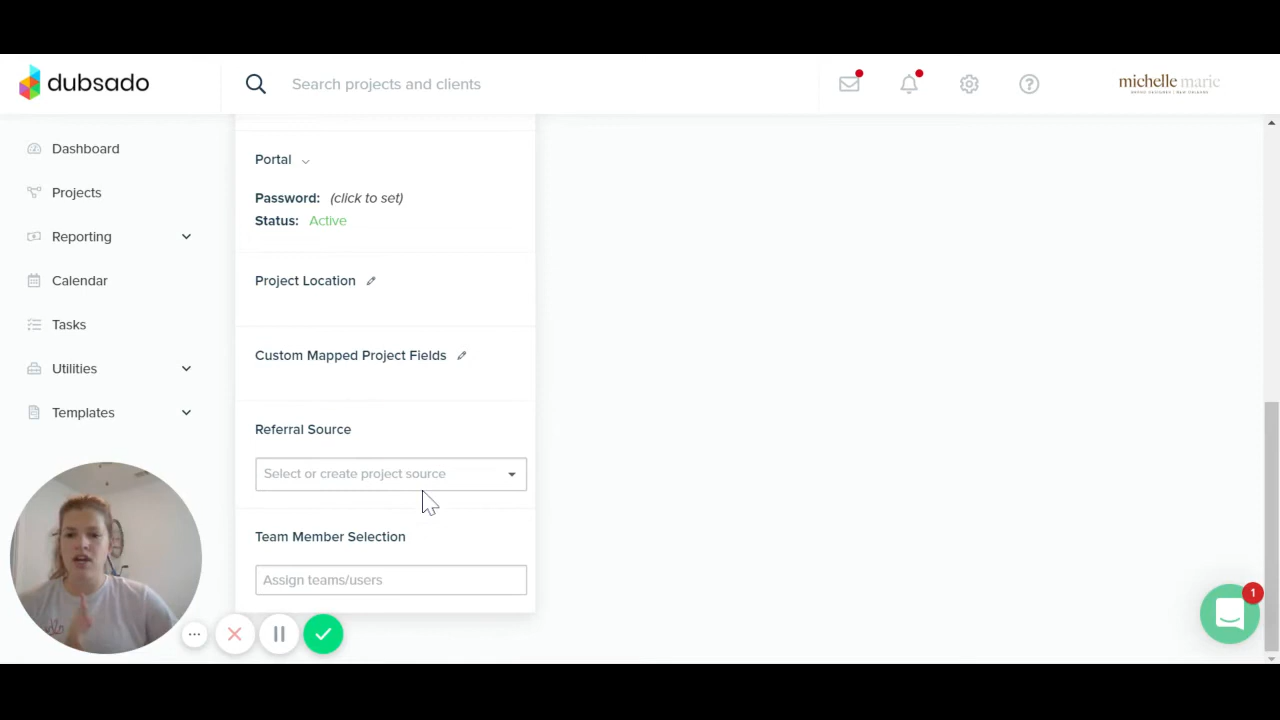 dubsado
Search projects and clients
michelle marie
Dashboard
Projects
Reporting
Calendar
Tasks
Utilities
Templates
Portal
Password: (click to set)
Status: Active
Project Location
Custom Mapped Project Fields
Referral Source
Select or create project source
Team Member Selection
Assign teams/users
1